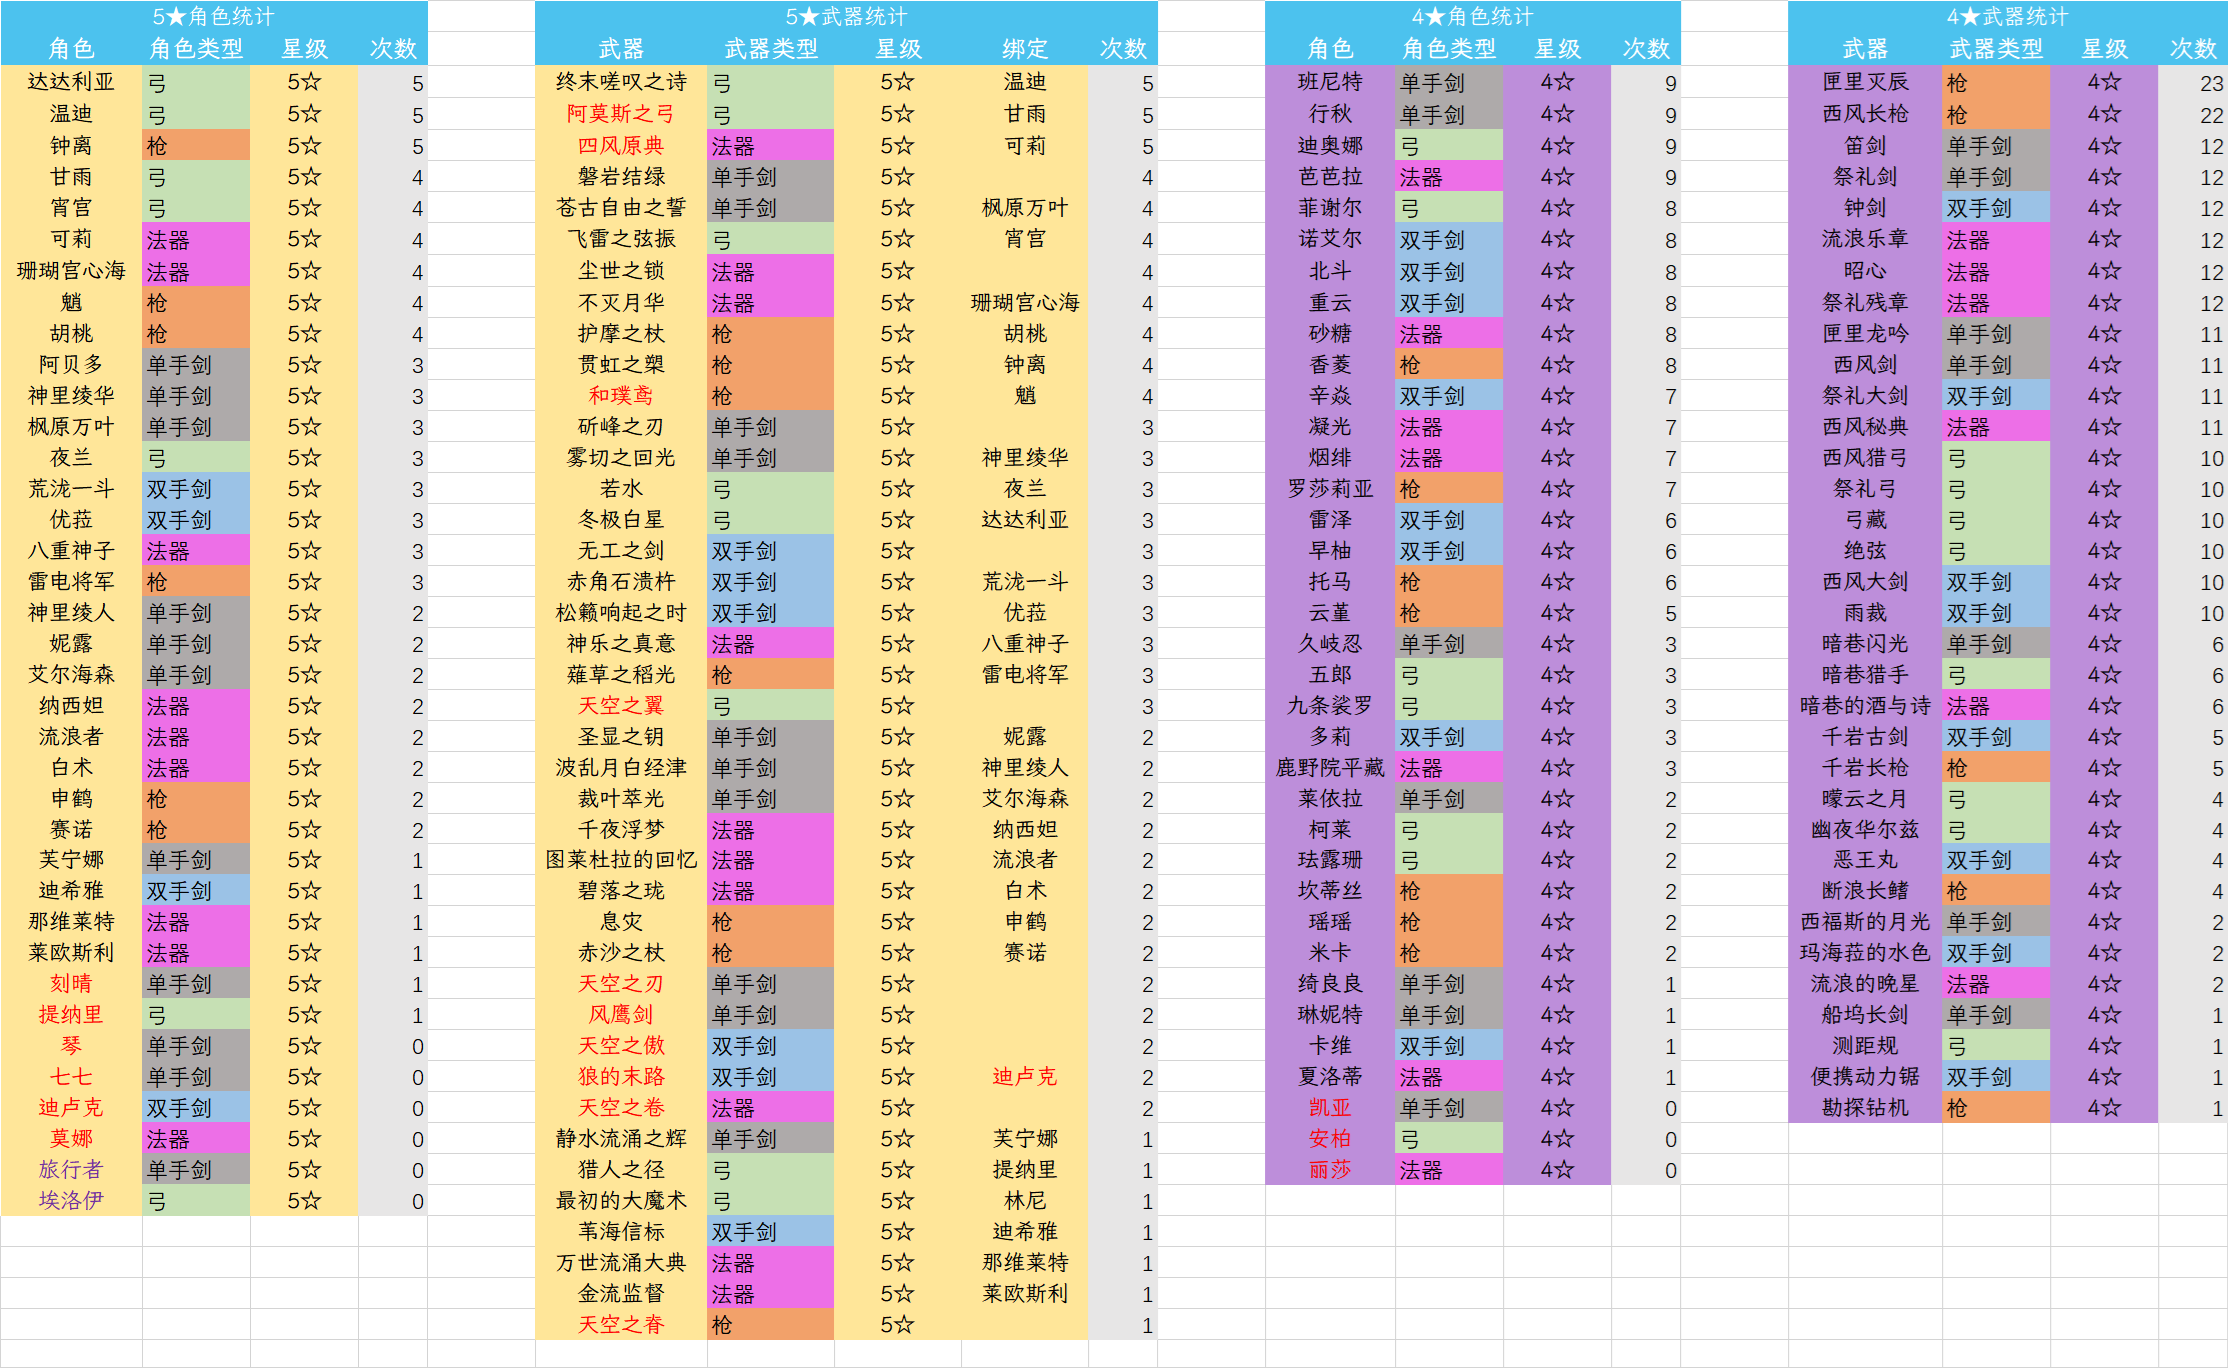 5★角色统计 5★武器统计 4★角色统计 4★武器统计
角色 角色类型 星级 次数 武器 武器类型 星级 绑定 次数 角色 角色类型 星级 次数 武器 武器类型 星级 次数
达达利亚 弓 5☆ 5 终末嗟叹之诗 弓 5☆ 温迪 5 班尼特 单手剑 4☆ 9 匣里灭辰 枪 4☆ 23
温迪 弓 5☆ 5 阿莫斯之弓 弓 5☆ 甘雨 5 行秋 单手剑 4☆ 9 西风长枪 枪 4☆ 22
钟离 枪 5☆ 5 四风原典 法器 5☆ 可莉 5 迪奥娜 弓 4☆ 9 笛剑 单手剑 4☆ 12
甘雨 弓 5☆ 4 磐岩结绿 单手剑 5☆ 4 芭芭拉 法器 4☆ 9 祭礼剑 单手剑 4☆ 12
宵宫 弓 5☆ 4 苍古自由之誓 单手剑 5☆ 枫原万叶 4 菲谢尔 弓 4☆ 8 钟剑 双手剑 4☆ 12
可莉 法器 5☆ 4 飞雷之弦振 弓 5☆ 宵宫 4 诺艾尔 双手剑 4☆ 8 流浪乐章 法器 4☆ 12
珊瑚宫心海 法器 5☆ 4 尘世之锁 法器 5☆ 4 北斗 双手剑 4☆ 8 昭心 法器 4☆ 12
魈 枪 5☆ 4 不灭月华 法器 5☆ 珊瑚宫心海 4 重云 双手剑 4☆ 8 祭礼残章 法器 4☆ 12
胡桃 枪 5☆ 4 护摩之杖 枪 5☆ 胡桃 4 砂糖 法器 4☆ 8 匣里龙吟 单手剑 4☆ 11
阿贝多 单手剑 5☆ 3 贯虹之槊 枪 5☆ 钟离 4 香菱 枪 4☆ 8 西风剑 单手剑 4☆ 11
神里绫华 单手剑 5☆ 3 和璞鸢 枪 5☆ 魈 4 辛焱 双手剑 4☆ 7 祭礼大剑 双手剑 4☆ 11
枫原万叶 单手剑 5☆ 3 斫峰之刃 单手剑 5☆ 3 凝光 法器 4☆ 7 西风秘典 法器 4☆ 11
夜兰 弓 5☆ 3 雾切之回光 单手剑 5☆ 神里绫华 3 烟绯 法器 4☆ 7 西风猎弓 弓 4☆ 10
荒泷一斗 双手剑 5☆ 3 若水 弓 5☆ 夜兰 3 罗莎莉亚 枪 4☆ 7 祭礼弓 弓 4☆ 10
优菈 双手剑 5☆ 3 冬极白星 弓 5☆ 达达利亚 3 雷泽 双手剑 4☆ 6 弓藏 弓 4☆ 10
八重神子 法器 5☆ 3 无工之剑 双手剑 5☆ 3 早柚 双手剑 4☆ 6 绝弦 弓 4☆ 10
雷电将军 枪 5☆ 3 赤角石溃杵 双手剑 5☆ 荒泷一斗 3 托马 枪 4☆ 6 西风大剑 双手剑 4☆ 10
神里绫人 单手剑 5☆ 2 松籁响起之时 双手剑 5☆ 优菈 3 云堇 枪 4☆ 5 雨裁 双手剑 4☆ 10
妮露 单手剑 5☆ 2 神乐之真意 法器 5☆ 八重神子 3 久岐忍 单手剑 4☆ 3 暗巷闪光 单手剑 4☆ 6
艾尔海森 单手剑 5☆ 2 薙草之稻光 枪 5☆ 雷电将军 3 五郎 弓 4☆ 3 暗巷猎手 弓 4☆ 6
纳西妲 法器 5☆ 2 天空之翼 弓 5☆ 3 九条裟罗 弓 4☆ 3 暗巷的酒与诗 法器 4☆ 6
流浪者 法器 5☆ 2 圣显之钥 单手剑 5☆ 妮露 2 多莉 双手剑 4☆ 3 千岩古剑 双手剑 4☆ 5
白术 法器 5☆ 2 波乱月白经津 单手剑 5☆ 神里绫人 2 鹿野院平藏 法器 4☆ 3 千岩长枪 枪 4☆ 5
申鹤 枪 5☆ 2 裁叶萃光 单手剑 5☆ 艾尔海森 2 莱依拉 单手剑 4☆ 2 曚云之月 弓 4☆ 4
赛诺 枪 5☆ 2 千夜浮梦 法器 5☆ 纳西妲 2 柯莱 弓 4☆ 2 幽夜华尔兹 弓 4☆ 4
芙宁娜 单手剑 5☆ 1 图莱杜拉的回忆 法器 5☆ 流浪者 2 珐露珊 弓 4☆ 2 恶王丸 双手剑 4☆ 4
迪希雅 双手剑 5☆ 1 碧落之珑 法器 5☆ 白术 2 坎蒂丝 枪 4☆ 2 断浪长鳍 枪 4☆ 4
那维莱特 法器 5☆ 1 息灾 枪 5☆ 申鹤 2 瑶瑶 枪 4☆ 2 西福斯的月光 单手剑 4☆ 2
莱欧斯利 法器 5☆ 1 赤沙之杖 枪 5☆ 赛诺 2 米卡 枪 4☆ 2 玛海菈的水色 双手剑 4☆ 2
刻晴 单手剑 5☆ 1 天空之刃 单手剑 5☆ 2 绮良良 单手剑 4☆ 1 流浪的晚星 法器 4☆ 2
提纳里 弓 5☆ 1 风鹰剑 单手剑 5☆ 2 琳妮特 单手剑 4☆ 1 船坞长剑 单手剑 4☆ 1
琴 单手剑 5☆ 0 天空之傲 双手剑 5☆ 2 卡维 双手剑 4☆ 1 测距规 弓 4☆ 1
七七 单手剑 5☆ 0 狼的末路 双手剑 5☆ 迪卢克 2 夏洛蒂 法器 4☆ 1 便携动力锯 双手剑 4☆ 1
迪卢克 双手剑 5☆ 0 天空之卷 法器 5☆ 2 凯亚 单手剑 4☆ 0 勘探钻机 枪 4☆ 1
莫娜 法器 5☆ 0 静水流涌之辉 单手剑 5☆ 芙宁娜 1 安柏 弓 4☆ 0
旅行者 单手剑 5☆ 0 猎人之径 弓 5☆ 提纳里 1 丽莎 法器 4☆ 0
埃洛伊 弓 5☆ 0 最初的大魔术 弓 5☆ 林尼 1
苇海信标 双手剑 5☆ 迪希雅 1
万世流涌大典 法器 5☆ 那维莱特 1
金流监督 法器 5☆ 莱欧斯利 1
天空之脊 枪 5☆ 1